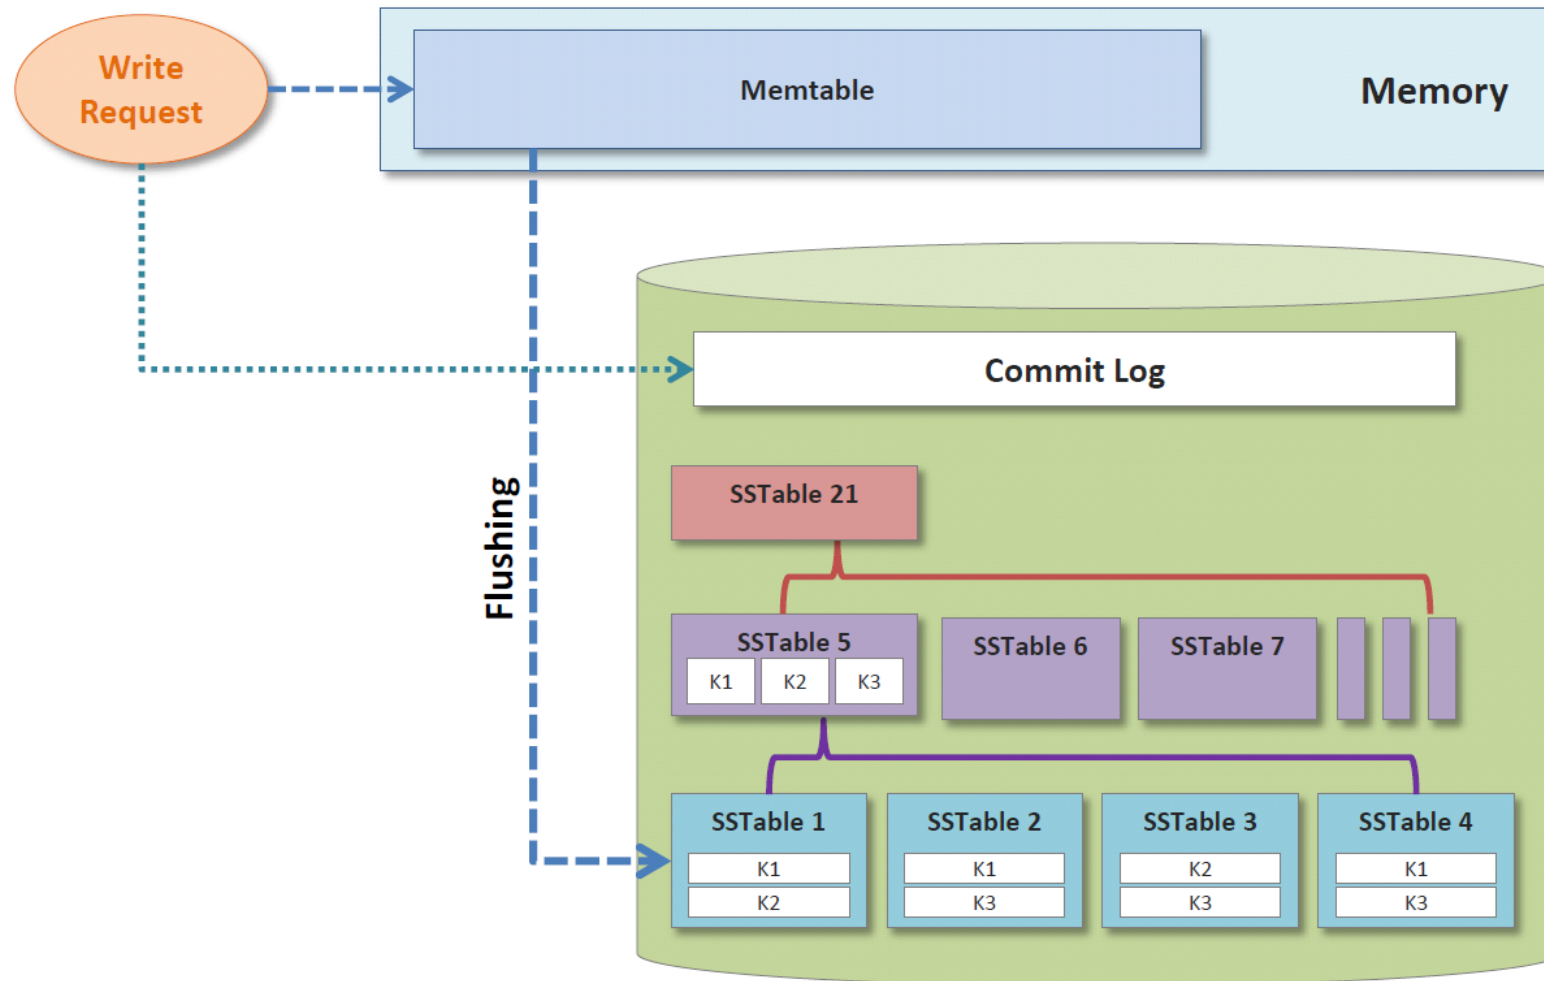 Write
Request
Memtable
Memory
Commit Log
Flushing
SSTable 21
SSTable 5
K1 K2 K3
SSTable 6
SSTable 7
SSTable 1
K1
K2
SSTable 2
K1
K3
SSTable 3
K2
K3
SSTable 4
K1
K3